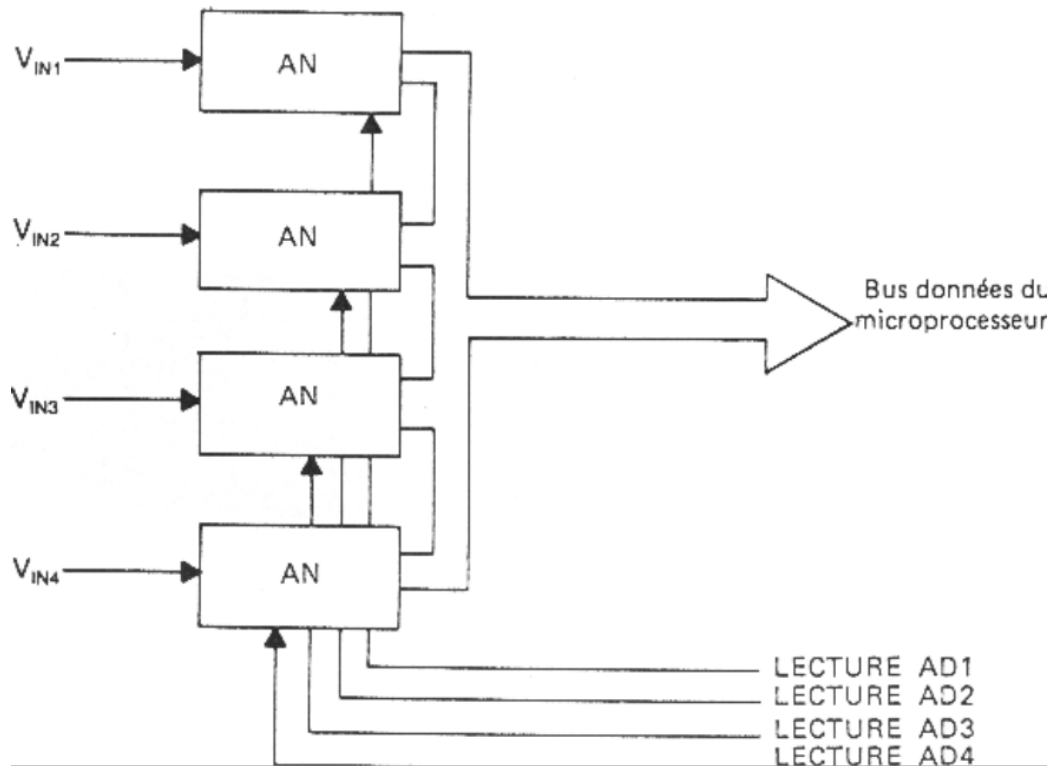 VIN1
AN
VIN2
AN
Bus données du
microprocesseur
VIN3
AN
VIN4
AN
LECTURE AD1
LECTURE AD2
LECTURE AD3
LECTURE AD4